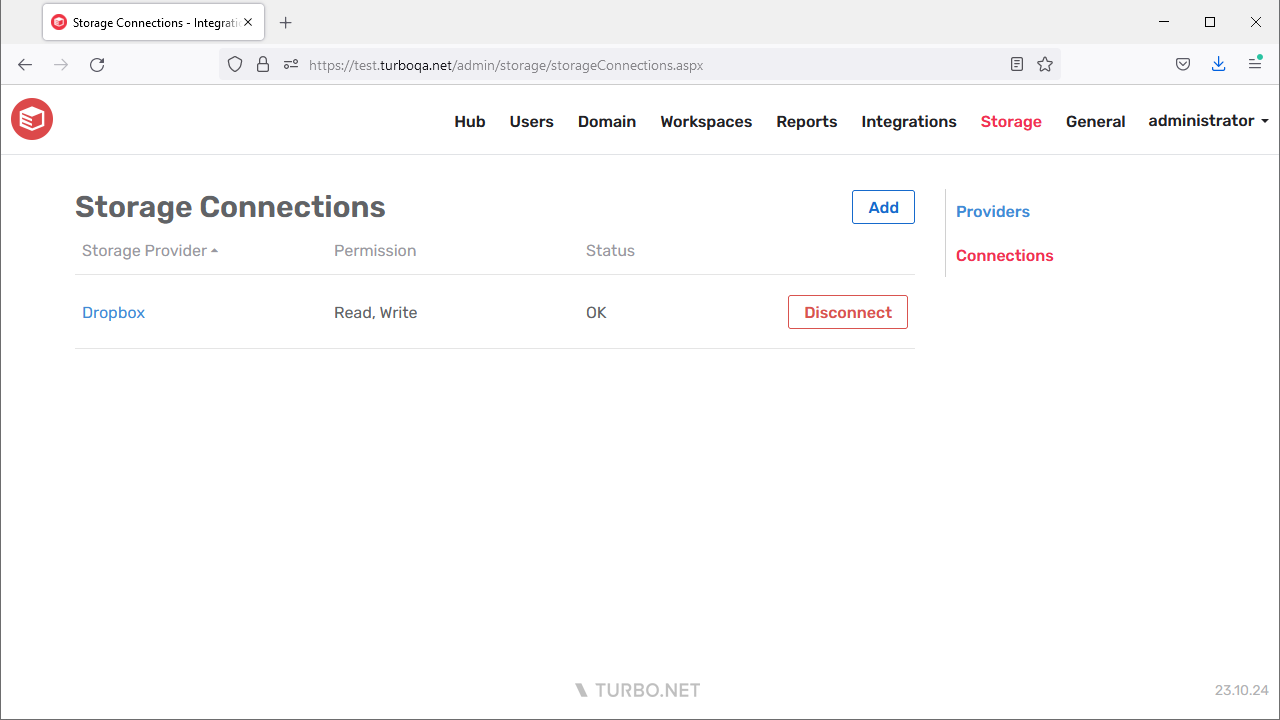 Storage Connections - Integrati
https://test.turboqa.net/admin/storage/storageConnections.aspx
Hub Users Domain Workspaces Reports Integrations Storage General administrator
Storage Connections
Add
Providers
Connections
Storage Provider Permission Status
Dropbox Read, Write OK Disconnect
TURBO.NET
23.10.24